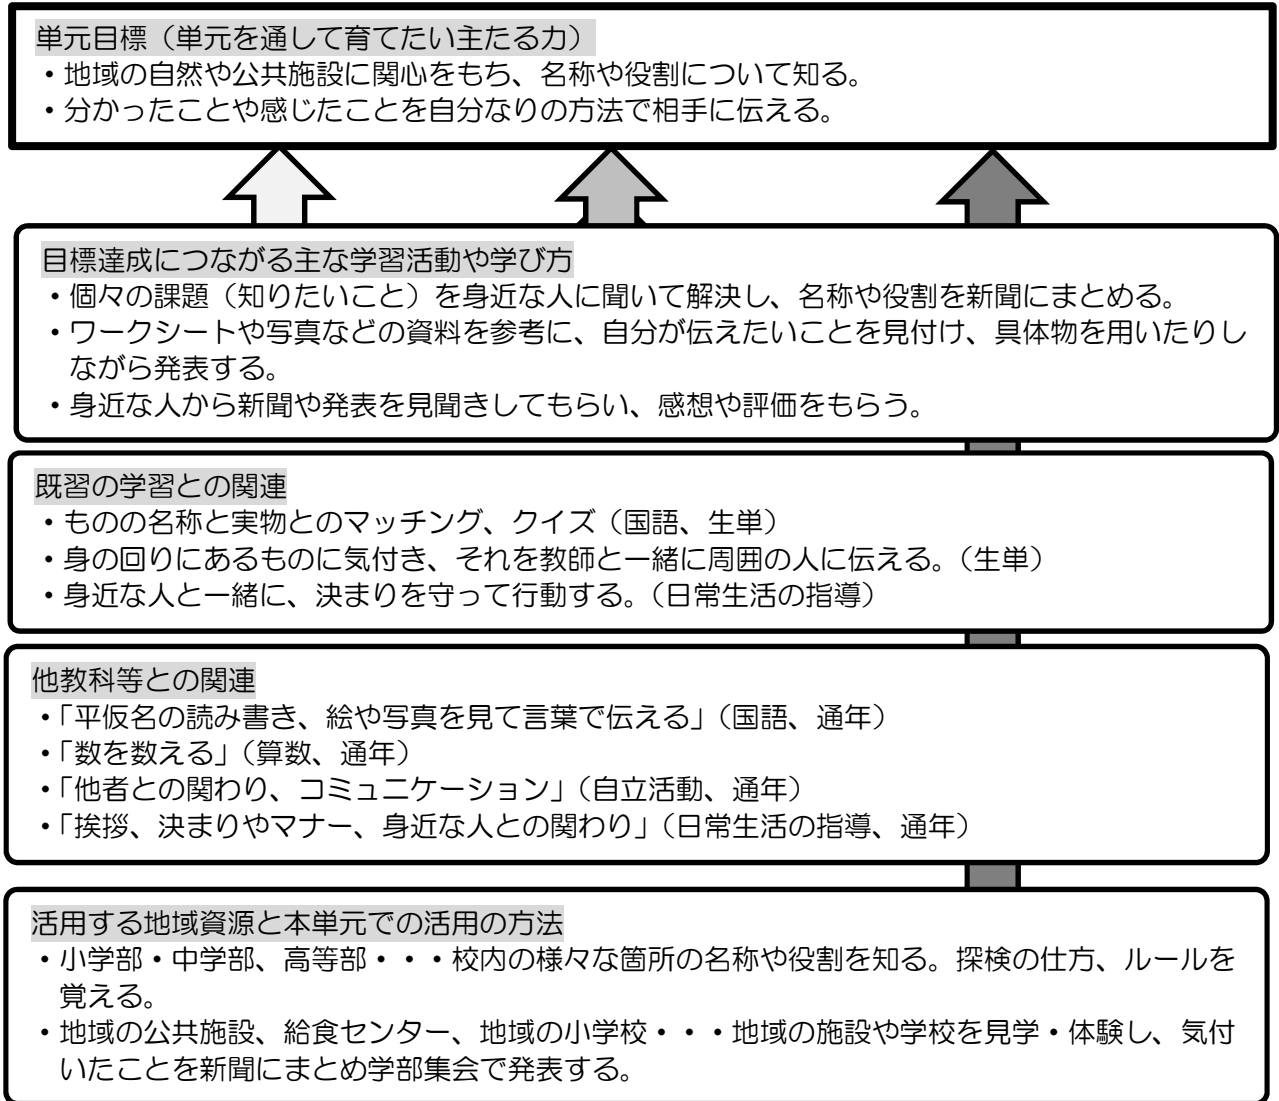 単元目標（単元を通して育てたい主たる力）
・地域の自然や公共施設に関心をもち、名称や役割について知る。
・分かったことや感じたことを自分なりの方法で相手に伝える。
目標達成につながる主な学習活動や学び方
・個々の課題（知りたいこと）を身近な人に聞いて解決し、名称や役割を新聞にまとめる。
・ワークシートや写真などの資料を参考に、自分が伝えたいことを見付け、具体物を用いたりし
ながら発表する。
・身近な人から新聞や発表を見聞きしてもらい、感想や評価をもらう。
既習の学習との関連
・ものの名称と実物とのマッチング、クイズ（国語、生単）
・身の回りにあるものに気付き、それを教師と一緒に周囲の人に伝える。（生単）
・身近な人と一緒に、決まりを守って行動する。（日常生活の指導）
他教科等との関連
・「平仮名の読み書き、絵や写真を見て言葉で伝える」（国語、通年）
・「数を数える」（算数、通年）
・「他者との関わり、コミュニケーション」（自立活動、通年）
・「挨拶、決まりやマナー、身近な人との関わり」（日常生活の指導、通年）
活用する地域資源と本単元での活用の方法
・小学部・中学部、高等部・・・校内の様々な箇所の名称や役割を知る。探検の仕方、ルールを
覚える。
・地域の公共施設、給食センター、地域の小学校・・・地域の施設や学校を見学・体験し、気付
いたことを新聞にまとめ学部集会で発表する。